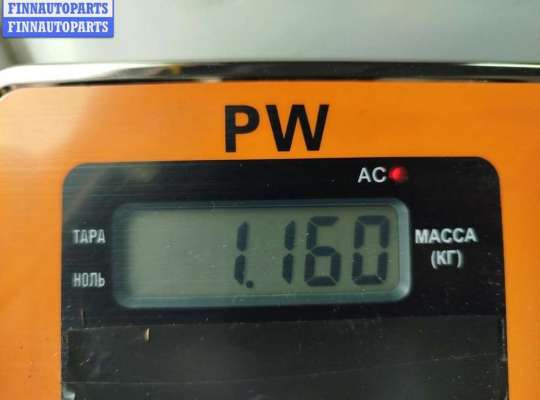 FINNAUTOPARTS
FINNAUTOPARTS
PW
AC
ТАРА
1.160
МАССА
(КГ)
НОЛЬ